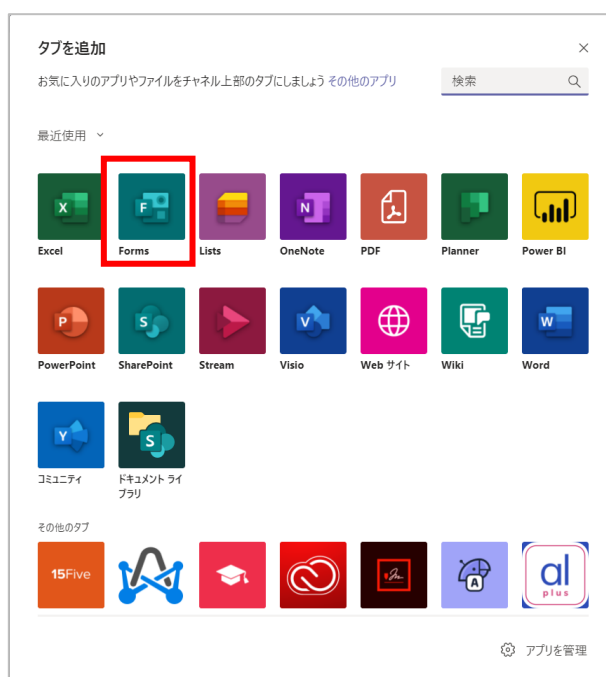 タブを追加
お気に入りのアプリやファイルをチャネル上部のタブにしましょう その他のアプリ
検索
最近使用
X F N P
Excel Forms Lists OneNote PDF Planner Power BI
P S V W
PowerPoint SharePoint Stream Visio Web サイト Wiki Word
Y S
コミュニティ ドキュメント ライ
ブラリ
その他のタブ
15Five A al
plus
アプリを管理